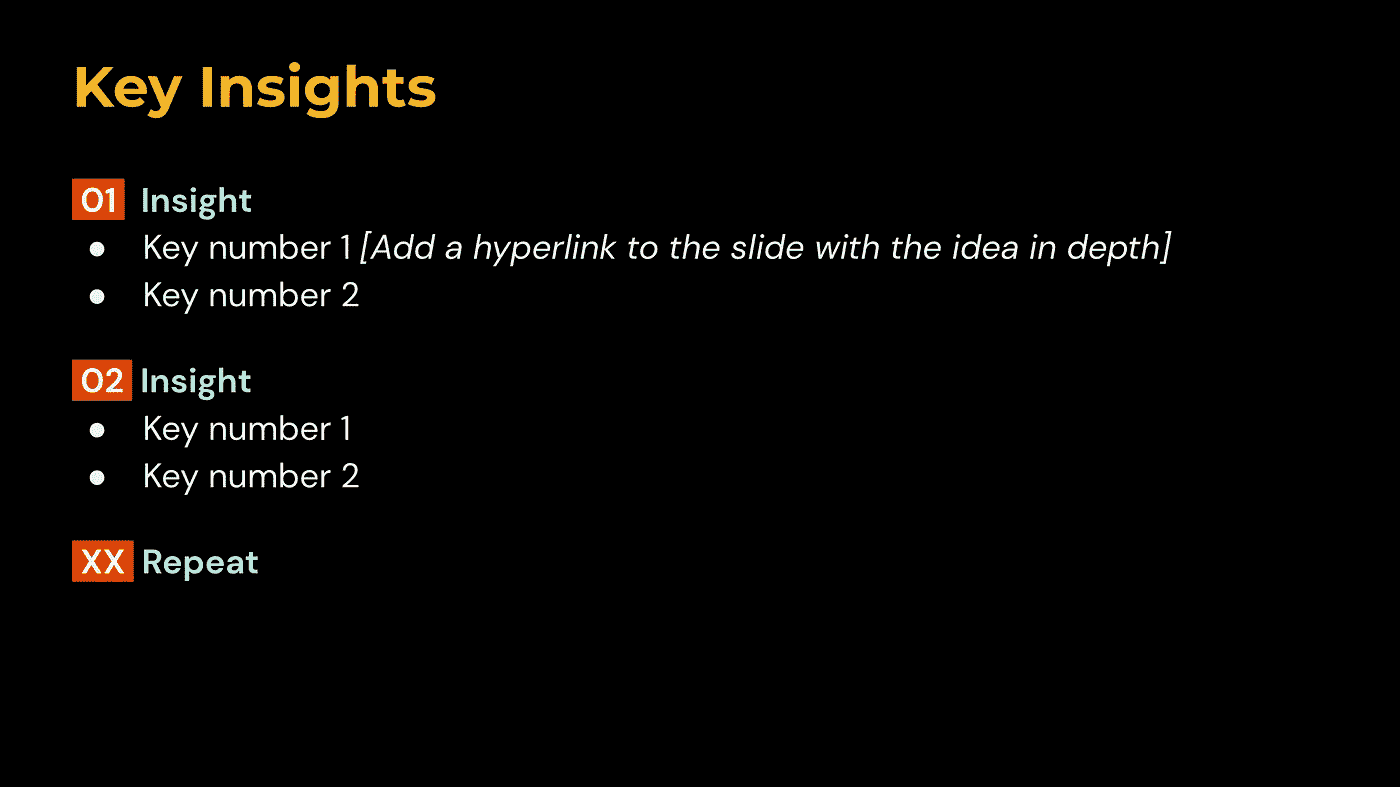 Key Insights
01 Insight
● Key number 1 [Add a hyperlink to the slide with the idea in depth]
● Key number 2
02 Insight
● Key number 1
● Key number 2
XX Repeat